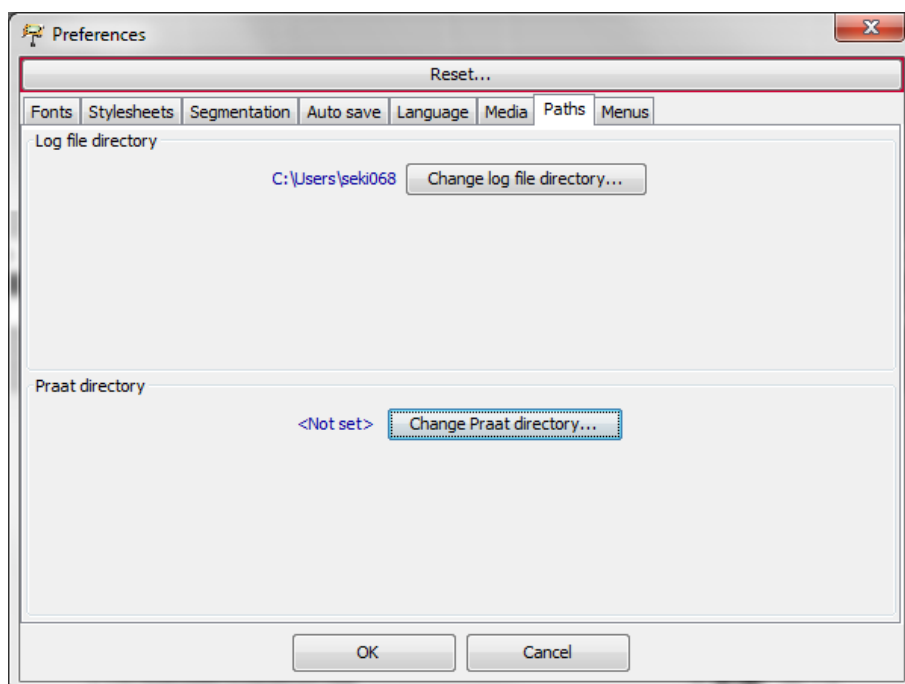 Preferences
Reset...
Fonts Stylesheets Segmentation Auto save Language Media Paths Menus
Log file directory
C:\Users\seki068 Change log file directory...
Praat directory
<Not set> Change Praat directory...
OK Cancel